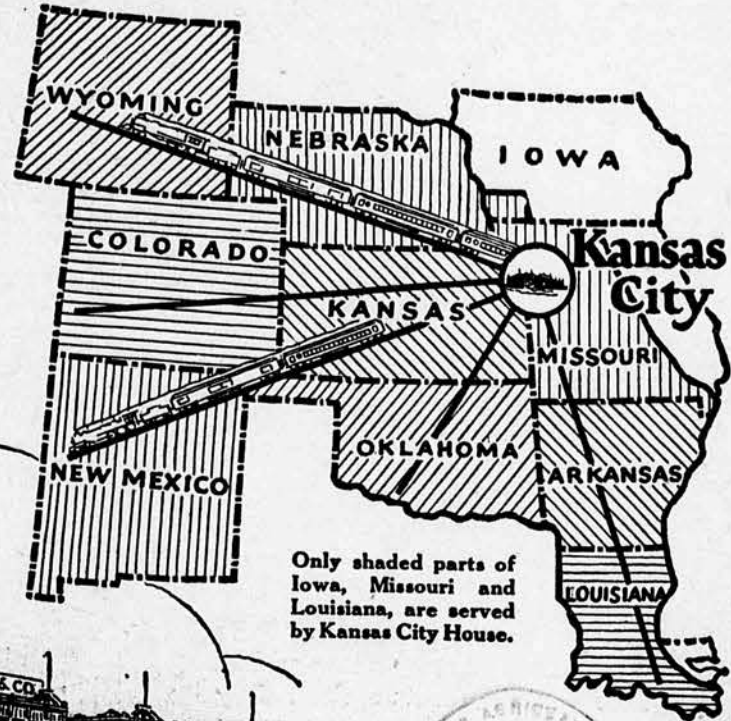 WYOMING
NEBRASKA
IOWA
COLORADO
Kansas
City
KANSAS
MISSOURI
OKLAHOMA
ARKANSAS
NEW MEXICO
Only shaded parts of
Iowa, Missouri and
Louisiana, are served
by Kansas City House.
LOUISIANA
& CO.